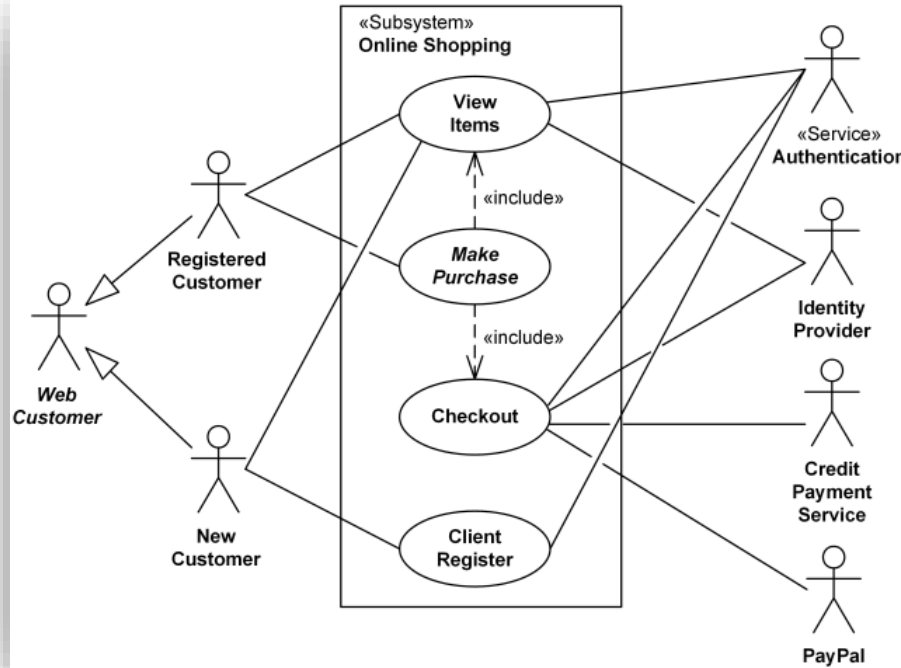 «Subsystem»
Online Shopping
View
Items
«include»
Make
Purchase
«include»
Checkout
Client
Register
Registered
Customer
Web
Customer
New
Customer
«Service»
Authentication
Identity
Provider
Credit
Payment
Service
PayPal